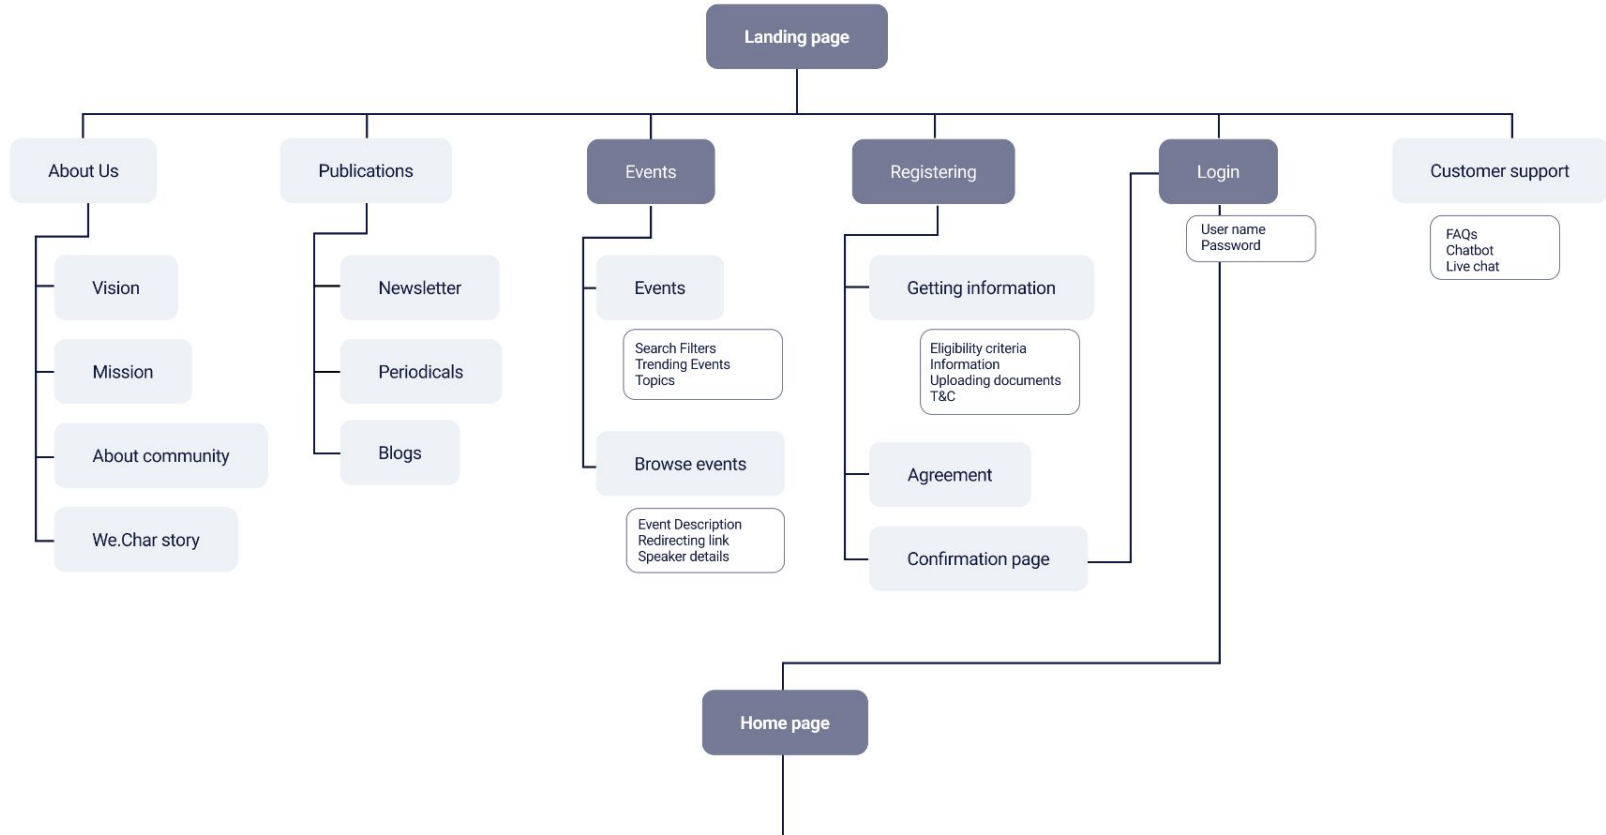 Landing page
About Us
Publications
Events
Registering
Login
Customer support
User name
Password
FAQs
Chatbot
Live chat
Vision
Mission
About community
We.Char story
Newsletter
Periodicals
Blogs
Events
Search Filters
Trending Events
Topics
Browse events
Event Description
Redirecting link
Speaker details
Getting information
Eligibility criteria
Information
Uploading documents
T&C
Agreement
Confirmation page
Home page